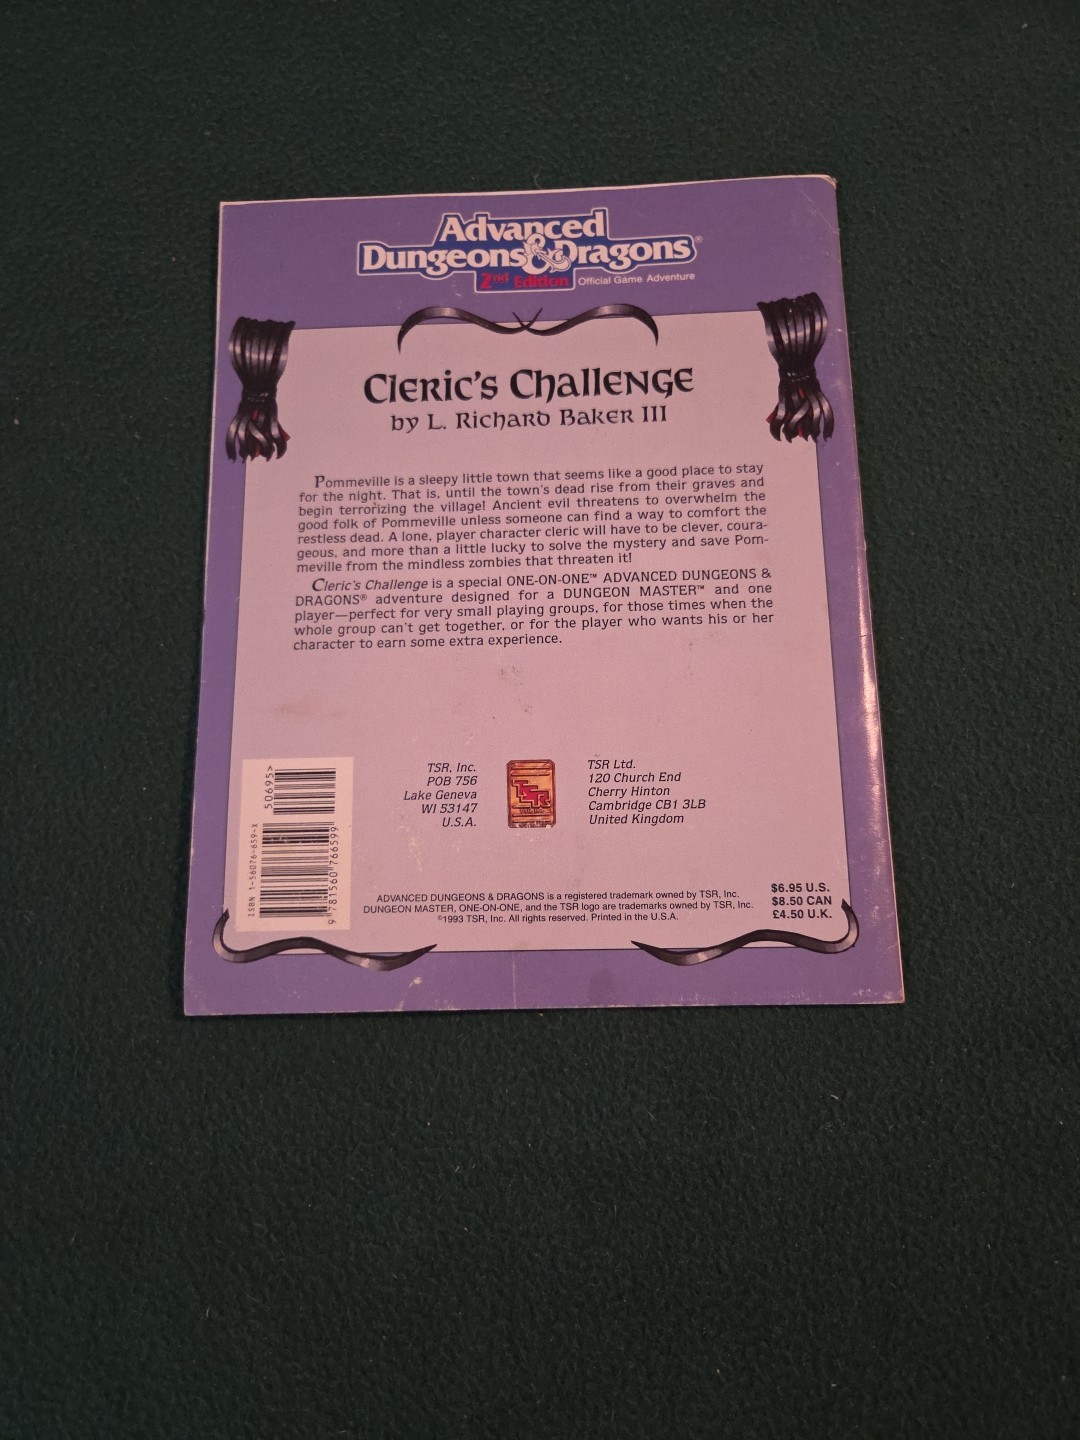 Advanced
Dungeons & Dragons®
2nd Edition Official Game Adventure
Cleric's Challenge
by L. Richard Baker III
Pommeville is a sleepy little town that seems like a good place to stay
for the night. That is, until the town's dead rise from their graves and
begin terrorizing the village! Ancient evil threatens to overwhelm the
good folk of Pommeville unless someone can find a way to comfort the
restless dead. A lone, player character cleric will have to be clever, coura-
geous, and more than a little lucky to solve the mystery and save Pom-
meville from the mindless zombies that threaten it!
Cleric's Challenge is a special ONE-ON-ONE™ ADVANCED DUNGEONS &
DRAGONS® adventure designed for a DUNGEON MASTER™ and one
player—perfect for very small playing groups, for those times when the
whole group can't get together, or for the player who wants his or her
character to earn some extra experience.
50695>
ISBN 1-56076-659-X
9 781560 766599
TSR, Inc.
POB 756
Lake Geneva
WI 53147
U.S.A.
TSR
TSR Ltd.
120 Church End
Cherry Hinton
Cambridge CB1 3LB
United Kingdom
ADVANCED DUNGEONS & DRAGONS is a registered trademark owned by TSR, Inc.
DUNGEON MASTER, ONE-ON-ONE, and the TSR logo are trademarks owned by TSR, Inc.
©1993 TSR, Inc. All rights reserved. Printed in the U.S.A.
$6.95 U.S.
$8.50 CAN
£4.50 U.K.